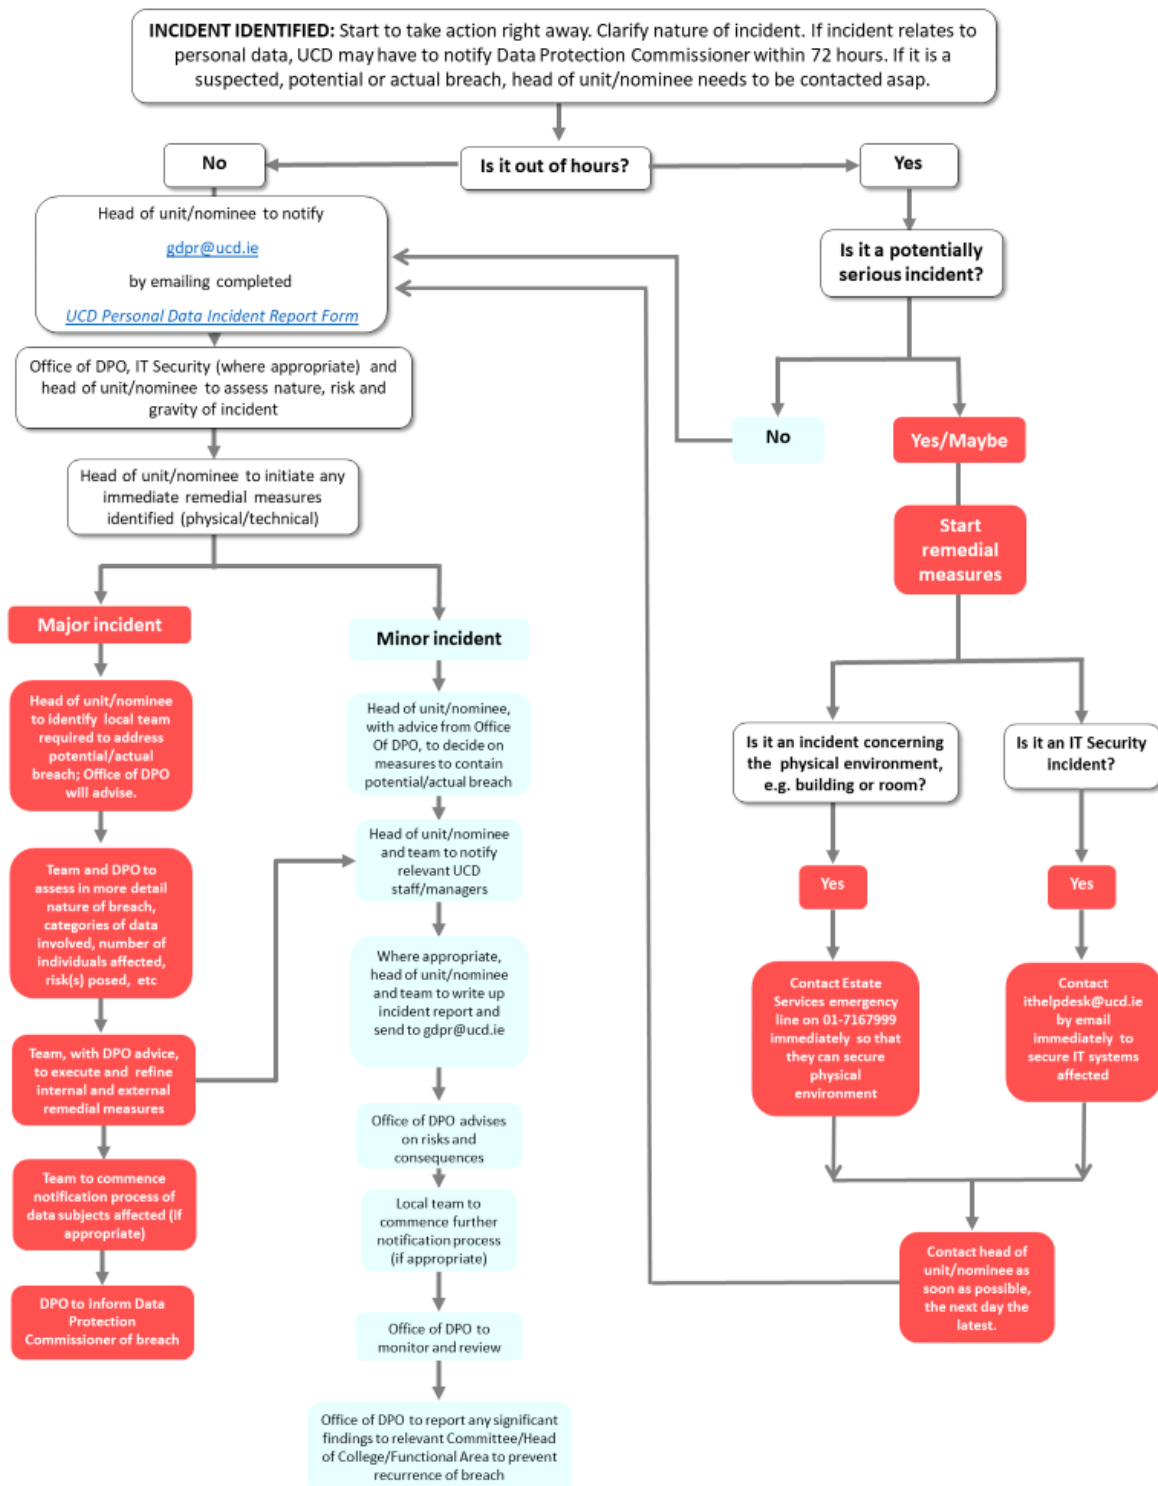 INCIDENT IDENTIFIED: Start to take action right away. Clarify nature of incident. If incident relates to
personal data, UCD may have to notify Data Protection Commissioner within 72 hours. If it is a
suspected, potential or actual breach, head of unit/nominee needs to be contacted asap.
No
Is it out of hours?
Yes
Head of unit/nominee to notify
gdpr@ucd.ie
by emailing completed
UCD Personal Data Incident Report Form
Is it a potentially
serious incident?
Office of DPO, IT Security (where appropriate) and
head of unit/nominee to assess nature, risk and
gravity of incident
No
Yes/Maybe
Head of unit/nominee to initiate any
immediate remedial measures
identified (physical/technical)
Start
remedial
measures
Major incident
Minor incident
Head of unit/nominee
to identify local team
required to address
potential/actual
breach; Office of DPO
will advise.
Head of unit/nominee,
with advice from Office
Of DPO, to decide on
measures to contain
potential/actual breach
Is it an incident concerning
the physical environment,
e.g. building or room?
Is it an IT Security
incident?
Team and DPO to
assess in more detail
nature of breach,
categories of data
involved, number of
individuals affected,
risk(s) posed, etc
Head of unit/nominee
and team to notify
relevant UCD
staff/managers
Yes
Yes
Where appropriate,
head of unit/nominee
and team to write up
incident report and
send to gdpr@ucd.ie
Contact Estate
Services emergency
line on 01-7167999
immediately so that
they can secure
physical
environment
Contact
ithelpdesk@ucd.ie
by email
immediately to
secure IT systems
affected
Team, with DPO advice,
to execute and refine
internal and external
remedial measures
Office of DPO advises
on risks and
consequences
Team to commence
notification process of
data subjects affected (if
appropriate)
Local team to
commence further
notification process
(if appropriate)
Contact head of
unit/nominee as
soon as possible,
the next day the
latest.
DPO to inform Data
Protection
Commissioner of breach
Office of DPO to
monitor and review
Office of DPO to report any significant
findings to relevant Committee/Head
of College/Functional Area to prevent
recurrence of breach